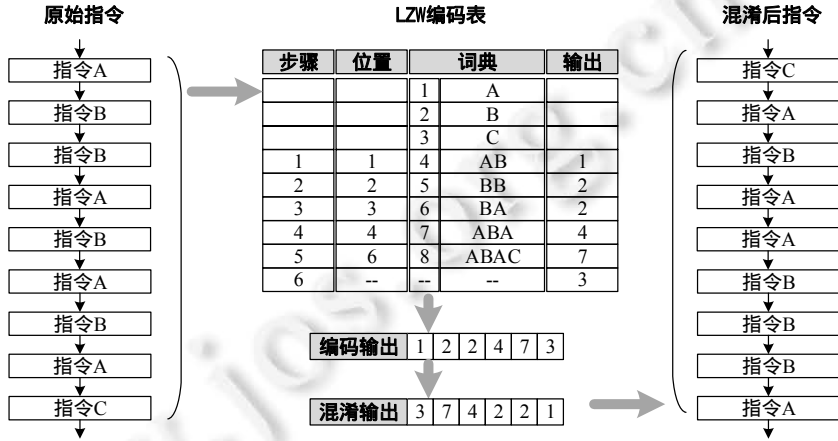 原始指令
指令A
指令B
指令B
指令A
指令B
指令A
指令B
指令A
指令C
LZW编码表
步骤 位置 词典 输出
1 A
2 B
3 C
1 1 4 AB 1
2 2 5 BB 2
3 3 6 BA 2
4 4 7 ABA 4
5 6 8 ABAC 7
6 -- -- -- 3
编码输出 1 2 2 4 7 3
混淆输出 3 7 4 2 2 1
混淆后指令
指令C
指令A
指令B
指令A
指令A
指令B
指令B
指令B
指令A